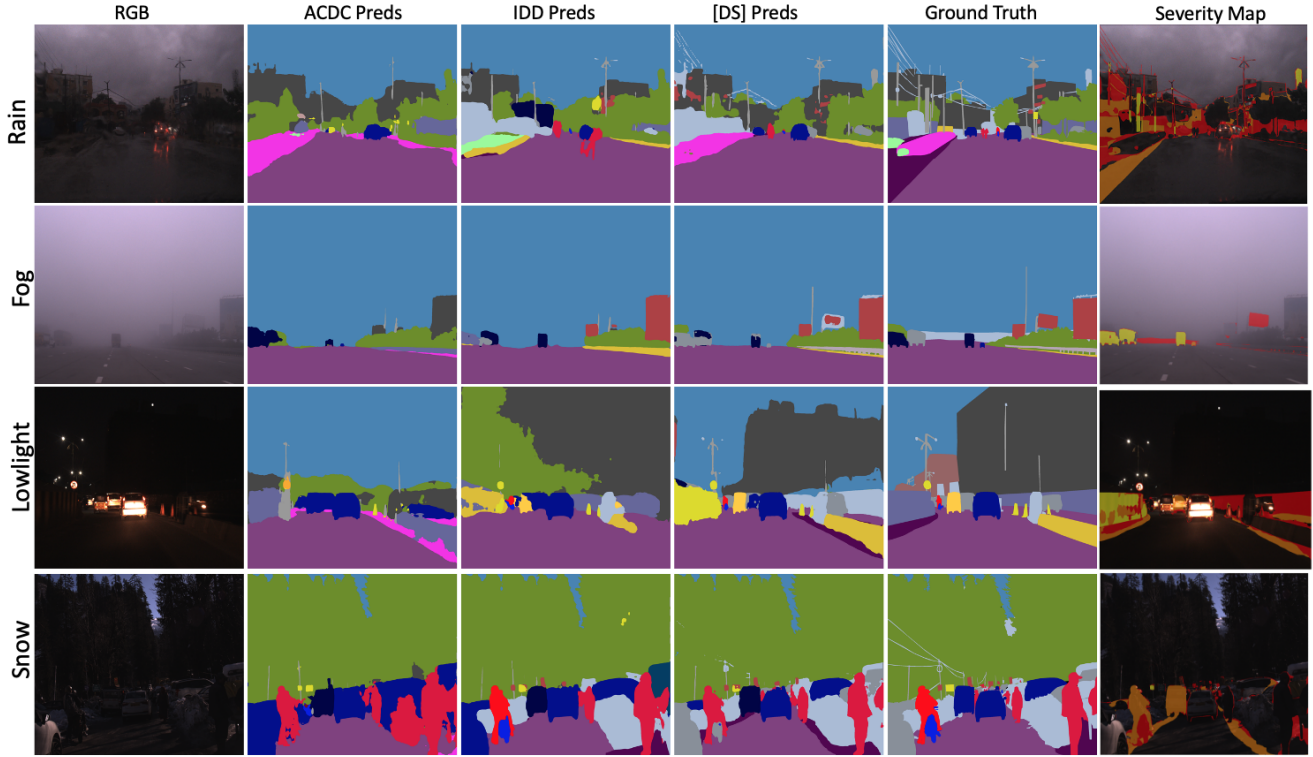 RGB ACDC Preds IDD Preds [DS] Preds Ground Truth Severity Map
Rain
Fog
Lowlight
Snow